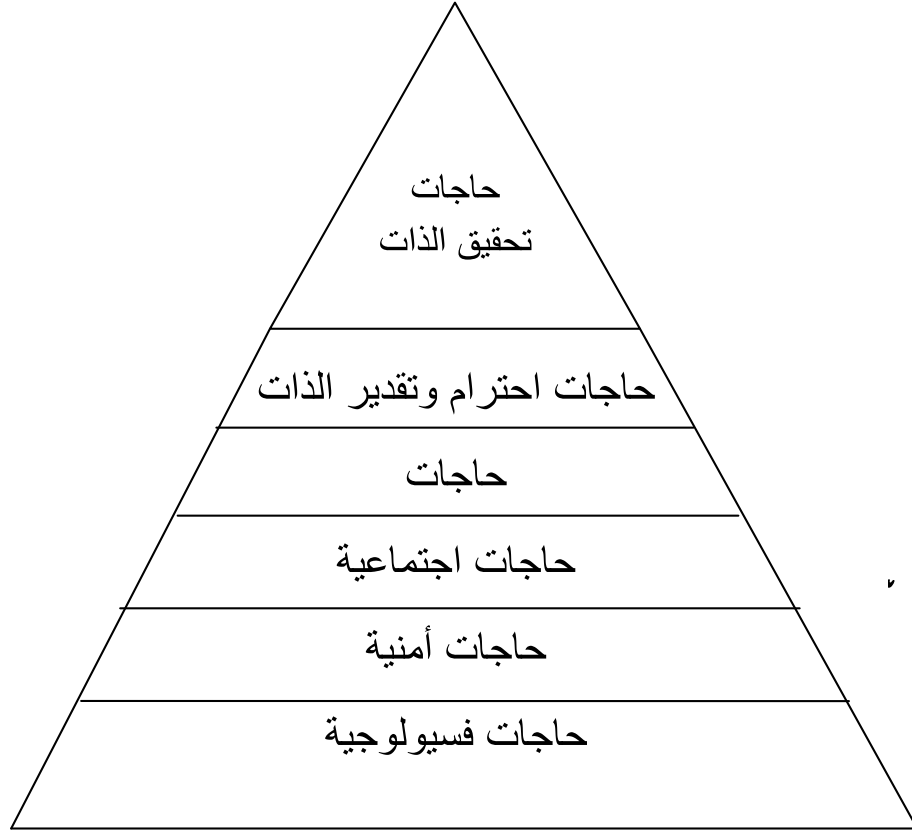 حاجات
تحقيق الذات
حاجات احترام وتقدير الذات
حاجات
حاجات اجتماعية
حاجات أمنية
حاجات فسيولوجية